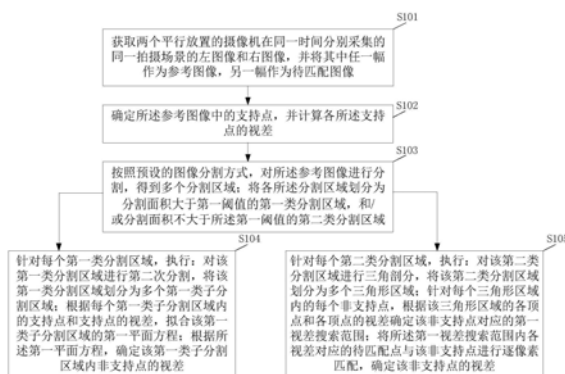 S101
获取两个平行放置的摄像机在同一时间分别采集的
同一拍摄场景的左图像和右图像，并将其中任一幅
作为参考图像，另一幅作为待匹配图像
S102
确定所述参考图像中的支持点，并计算各所述支持
点的视差
S103
按照预设的图像分割方式，对所述参考图像进行分
割，得到多个分割区域；将各所述分割区域划分为
分割面积大于第一阈值的第一类分割区域，和/
或分割面积不大于所述第一阈值的第二类分割区域
S104
针对每个第一类分割区域，执行：对该
第一类分割区域进行第二次分割，将该
第一类分割区域划分为多个第一类子分
割区域；根据每个第一类子分割区域内
的支持点和支持点的视差，拟合该第一
类子分割区域的第一平面方程；根据所
述第一平面方程，确定该第一类子分割
区域内非支持点的视差
S105
针对每个第二类分割区域，执行：对该第二类
分割区域进行三角剖分，将该第二类分割区域
划分为多个三角形区域；针对每个三角形区域
内的每个非支持点，根据该三角形区域的各顶
点和各顶点的视差确定该非支持点对应的第一
视差搜索范围；将所述第一视差搜索范围内各
视差对应的待匹配点与该非支持点进行逐像素
匹配，确定该非支持点的视差